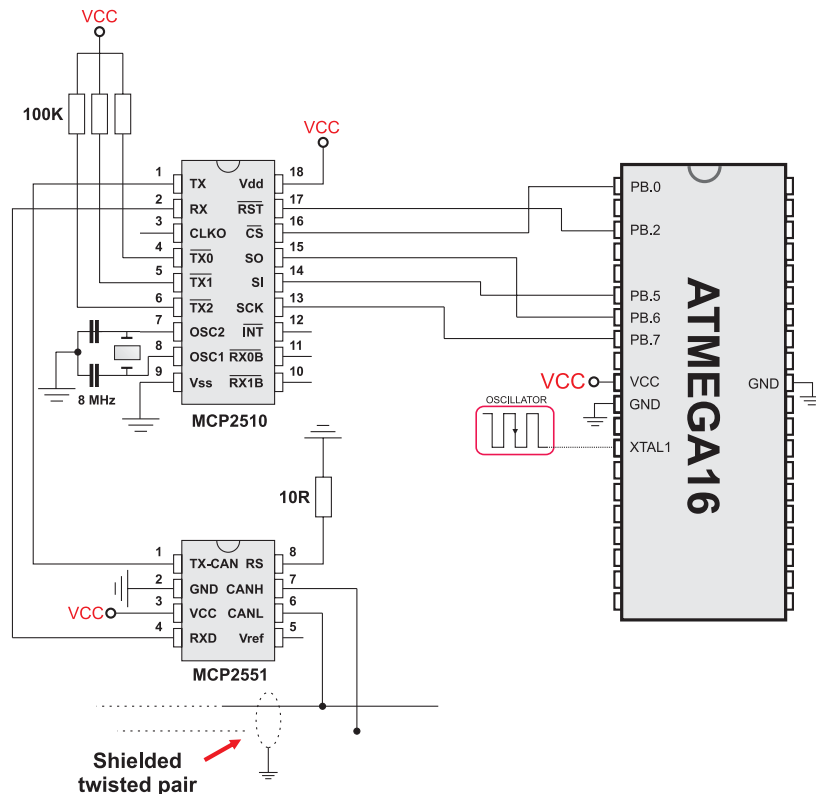 VCC
100K
VCC
1 TX Vdd 18
2 RX RST 17
3 CLKO CS 16
4 TX0 SO 15
5 TX1 SI 14
6 TX2 SCK 13
7 OSC2 INT 12
8 OSC1 RX0B 11
9 Vss RX1B 10
8 MHz
MCP2510
PB.0
PB.2
PB.5
PB.6
PB.7
VCC VCC
GND
GND
OSCILLATOR
XTAL1
ATMEGA16
10R
1 TX-CAN RS 8
2 GND CANH 7
3 VCC CANL 6
VCC
4 RXD Vref 5
MCP2551
Shielded
twisted pair